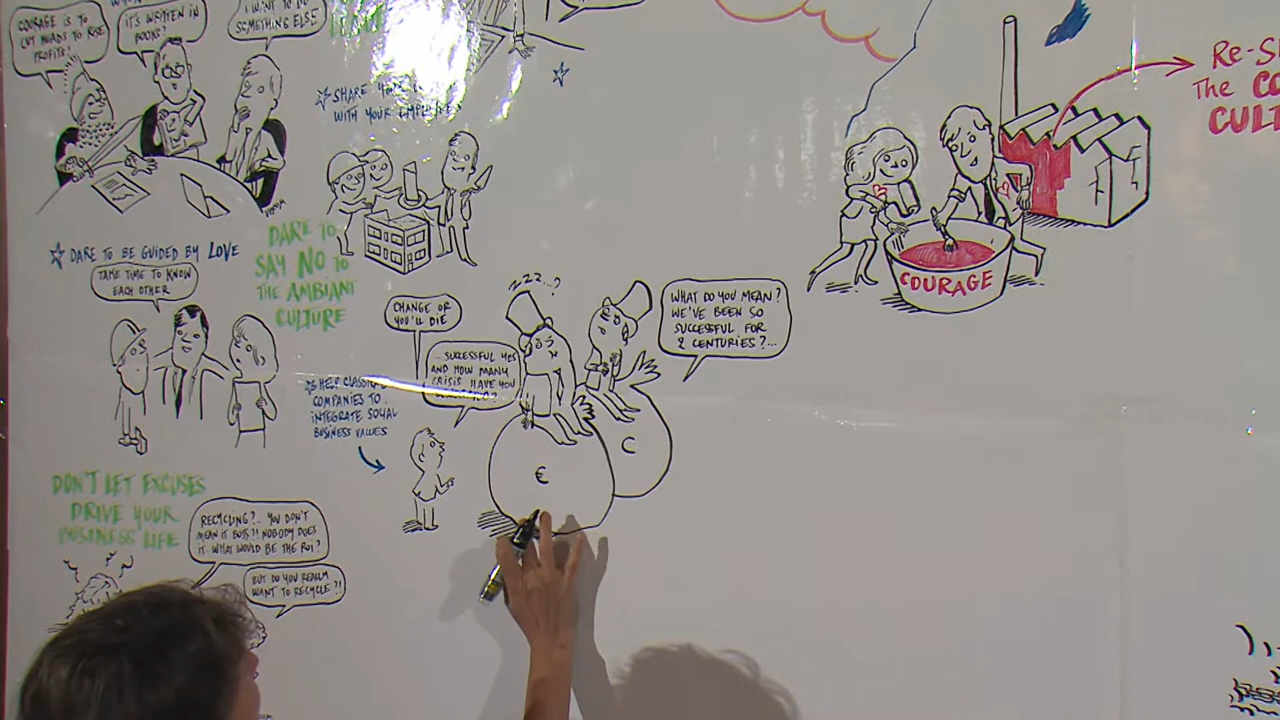 COURAGE IS TO
CUT HEADS TO RISE
PROFITS!
IT'S WRITTEN IN
BOOKS?
I WANT TO DO
SOMETHING ELSE
SHARE YOUR
WITH YOUR EMPLOYEES
DARE TO BE GUIDED BY LOVE
TAKE TIME TO KNOW
EACH OTHER
DARE TO
SAY NO TO
THE AMBIANT
CULTURE
CHANGE OR
YOU'LL DIE
...SUCCESSFUL YES
AND HOW MANY
CRISIS HAVE YOU
ZZZ...?
WHAT DO YOU MEAN?
WE'VE BEEN SO
SUCCESSFUL FOR
2 CENTURIES?...
HELP CLASSICAL
COMPANIES TO
INTEGRATE SOCIAL
BUSINESS VALUES
€
C
DON'T LET EXCUSES
DRIVE YOUR
BUSINESS LIFE
RECYCLING?.. YOU DON'T
MEAN IT BOSS?! NOBODY DOES
IT WHAT WOULD BE THE ROI?
BUT DO YOU REALLY
WANT TO RECYCLE?!
COURAGE
RE-S
THE CO
CULT